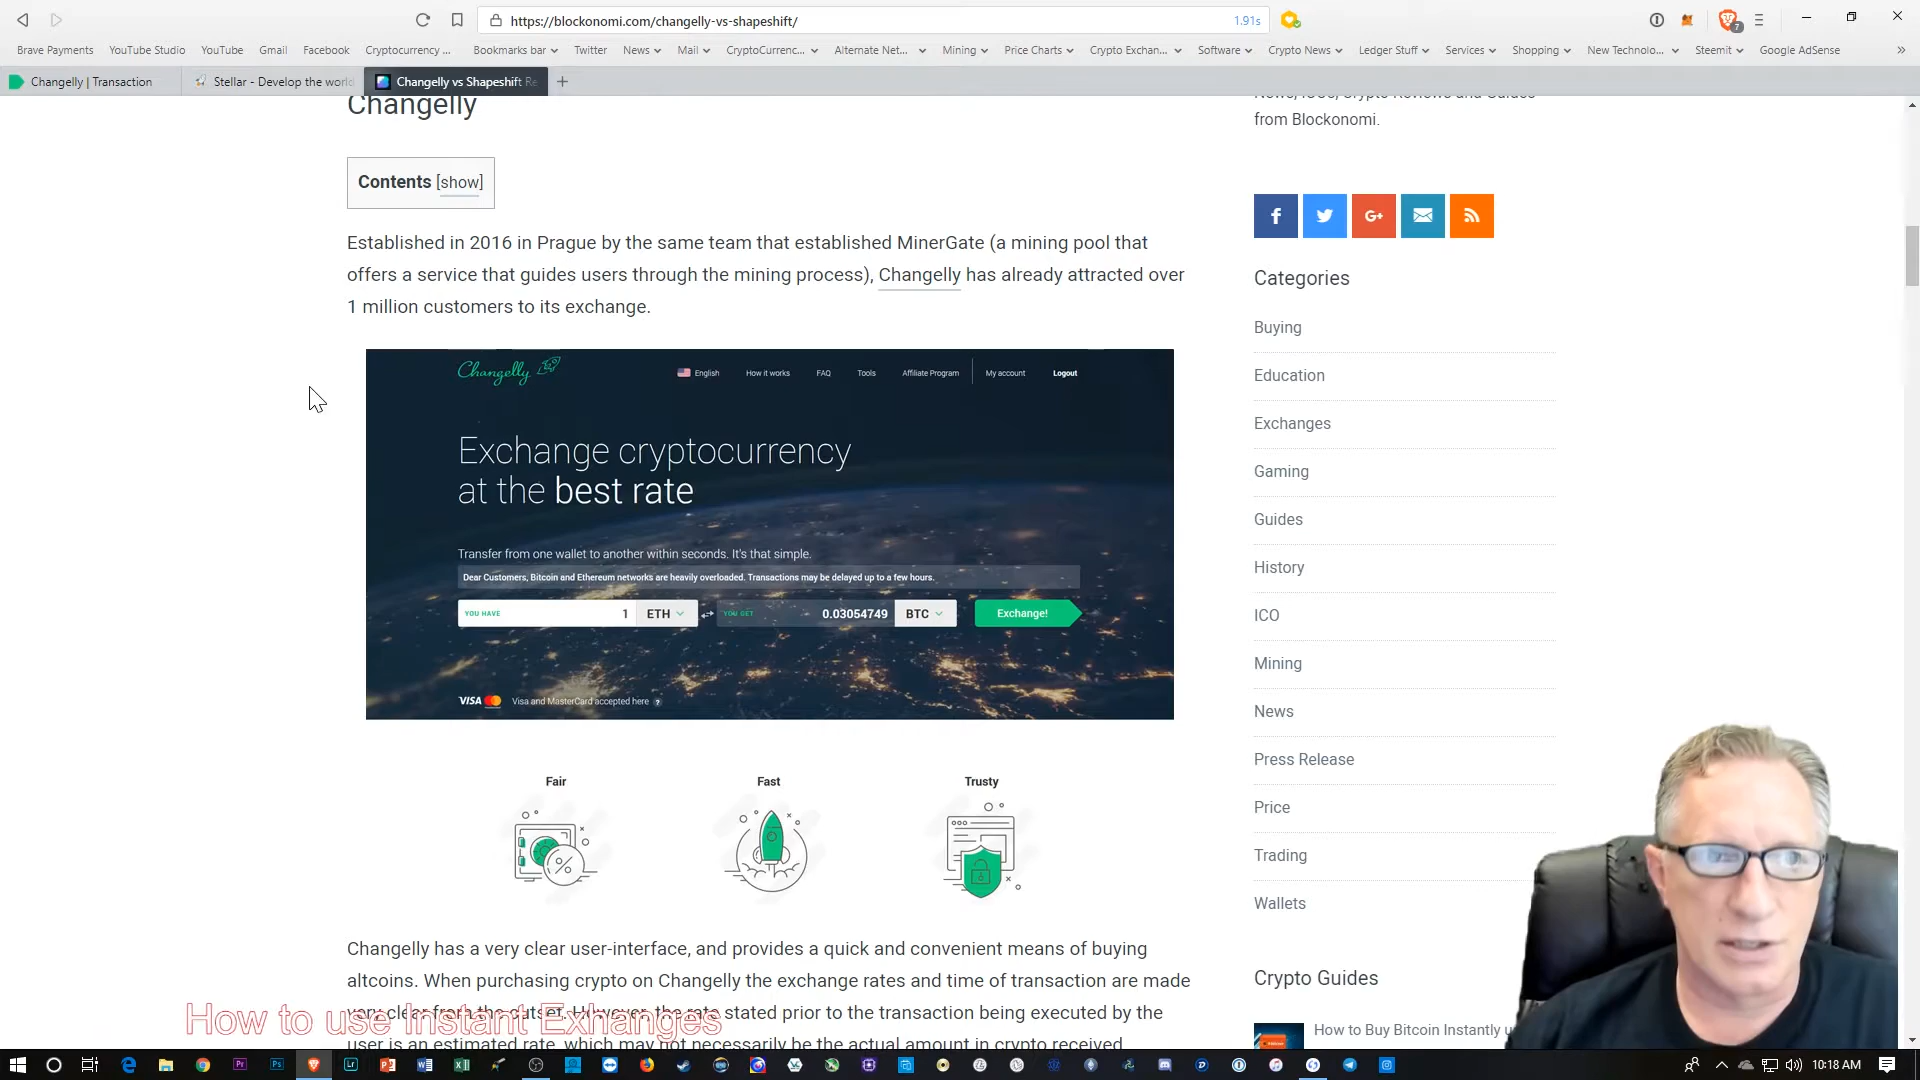 https://blockonomi.com/changelly-vs-shapeshift/
1.91s
7
Brave Payments
YouTube Studio
YouTube
Gmail
Facebook
Cryptocurrency ...
Bookmarks bar
Twitter
News
Mail
CryptoCurrenc...
Alternate Net...
Mining
Price Charts
Crypto Exchan...
Software
Crypto News
Ledger Stuff
Services
Shopping
New Technolo...
Steemit
Google AdSense
Changelly | Transaction
Stellar - Develop the world
Changelly vs Shapeshift Re
Changelly
Contents [show]
Established in 2016 in Prague by the same team that established MinerGate (a mining pool that
offers a service that guides users through the mining process), Changelly has already attracted over
1 million customers to its exchange.
Changelly
English
How it works
FAQ
Tools
Affiliate Program
My account
Logout
Exchange cryptocurrency
at the best rate
Transfer from one wallet to another within seconds. It's that simple.
Dear Customers, Bitcoin and Ethereum networks are heavily overloaded. Transactions may be delayed up to a few hours.
YOU HAVE
1
ETH
YOU GET
0.03054749
BTC
Exchange!
VISA
Visa and MasterCard accepted here ?
Fair
Fast
Trusty
Changelly has a very clear user-interface, and provides a quick and convenient means of buying
altcoins. When purchasing crypto on Changelly the exchange rates and time of transaction are made
very clear from the outset. However, the rate stated prior to the transaction being executed by the
user is an estimated rate, which may not necessarily be the actual amount in crypto received.
How to use Instant Exhanges
News, ICOs, Crypto Reviews and Guides
from Blockonomi.
Categories
Buying
Education
Exchanges
Gaming
Guides
History
ICO
Mining
News
Press Release
Price
Trading
Wallets
Crypto Guides
How to Buy Bitcoin Instantly u
10:18 AM